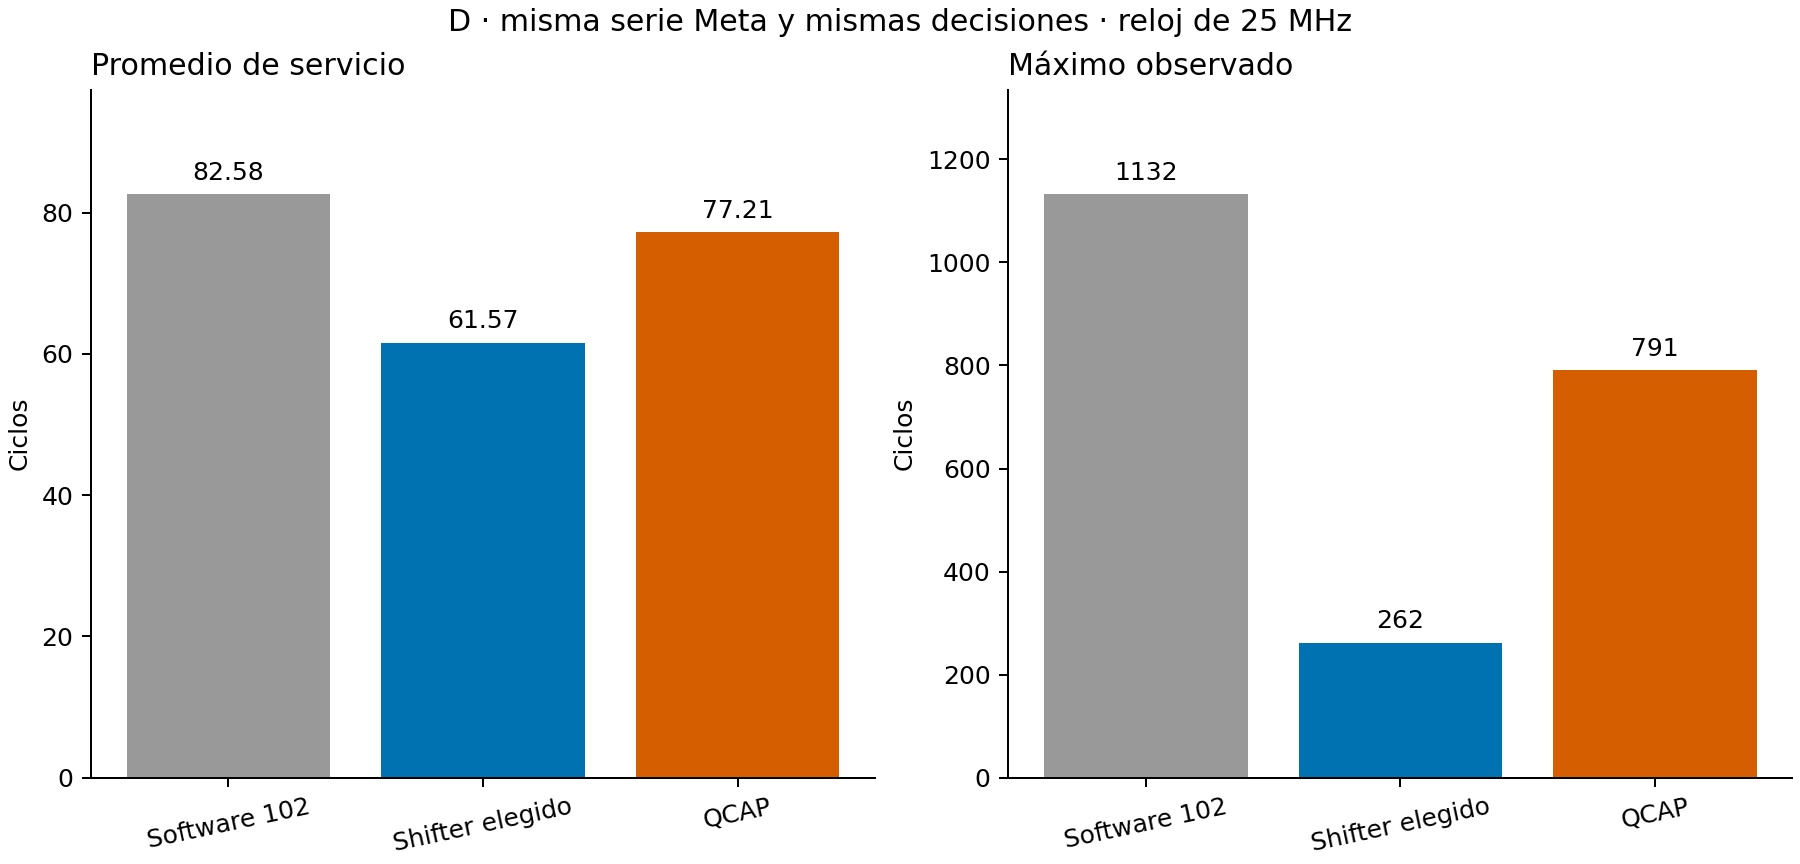 D · misma serie Meta y mismas decisiones · reloj de 25 MHz
Promedio de servicio
Ciclos
80
60
40
20
0
82.58
61.57
77.21
Software 102
Shifter elegido
QCAP
Máximo observado
Ciclos
1200
1000
800
600
400
200
0
1132
262
791
Software 102
Shifter elegido
QCAP